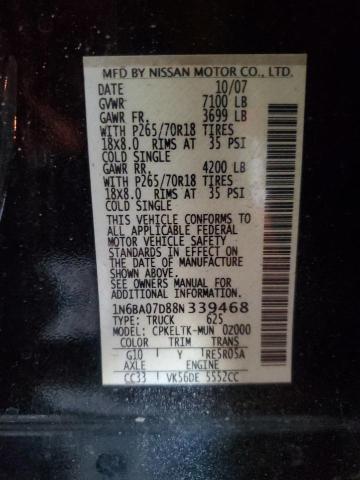 MFD BY NISSAN MOTOR CO., LTD.
DATE 10/07
GVWR 7100 LB
GAWR FR. 3699 LB
WITH P265/70R18 TIRES
18X8.0 RIMS AT 35 PSI
COLD SINGLE
GAWR RR. 4200 LB
WITH P265/70R18 TIRES
18X8.0 RIMS AT 35 PSI
COLD SINGLE
THIS VEHICLE CONFORMS TO
ALL APPLICABLE FEDERAL
MOTOR VEHICLE SAFETY
STANDARDS IN EFFECT ON
THE DATE OF MANUFACTURE
SHOWN ABOVE.
SEE OWNERS MANUAL FOR
ADDITIONAL INFORMATION
1N6BA07D88N339468
TYPE: TRUCK 625
MODEL: CPKELTK-MUN 0Z000
COLOR TRIM TRANS
G10 Y RE5R05A
AXLE ENGINE
CC33 VK56DE 5552CC